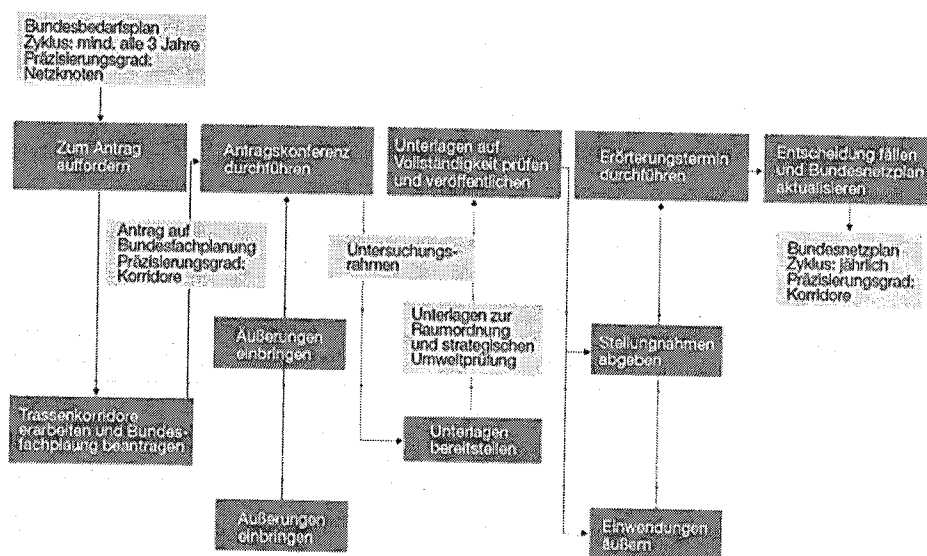 Bundesbedarfsplan
Zyklus: mind. alle 3 Jahre
Präzisierungsgrad:
Netzknoten
Zum Antrag
auffordern
Antragskonferenz
durchführen
Unterlagen auf
Vollständigkeit prüfen
und veröffentlichen
Erörterungstermin
durchführen
Entscheidung fällen
und Bundesnetzplan
aktualisieren
Antrag auf
Bundesfachplanung
Präzisierungsgrad:
Korridore
Untersuchungs-
rahmen
Bundesnetzplan
Zyklus: jährlich
Präzisierungsgrad:
Korridore
Äußerungen
einbringen
Unterlagen zur
Raumordnung
und strategischen
Umweltprüfung
Stellungnahmen
abgeben
Trassenkorridore
erarbeiten und Bundes-
fachplaung beantragen
Unterlagen
bereitstellen
Äußerungen
einbringen
Einwendungen
äußern